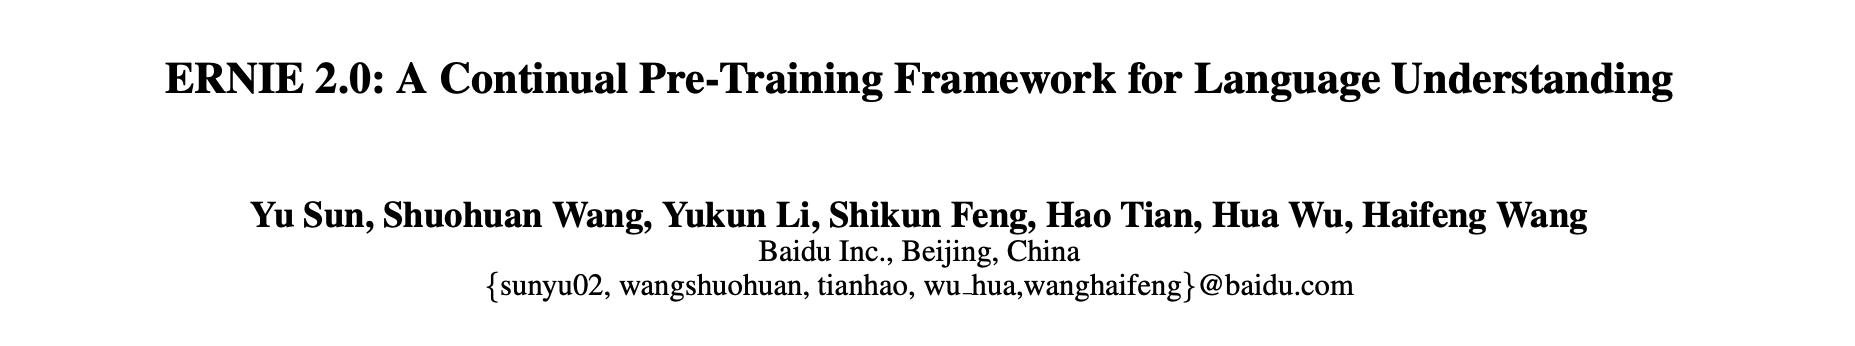 ERNIE 2.0: A Continual Pre-Training Framework for Language Understanding
Yu Sun, Shuohuan Wang, Yukun Li, Shikun Feng, Hao Tian, Hua Wu, Haifeng Wang
Baidu Inc., Beijing, China
{sunyu02, wangshuohuan, tianhao, wu_hua,wanghaifeng}@baidu.com